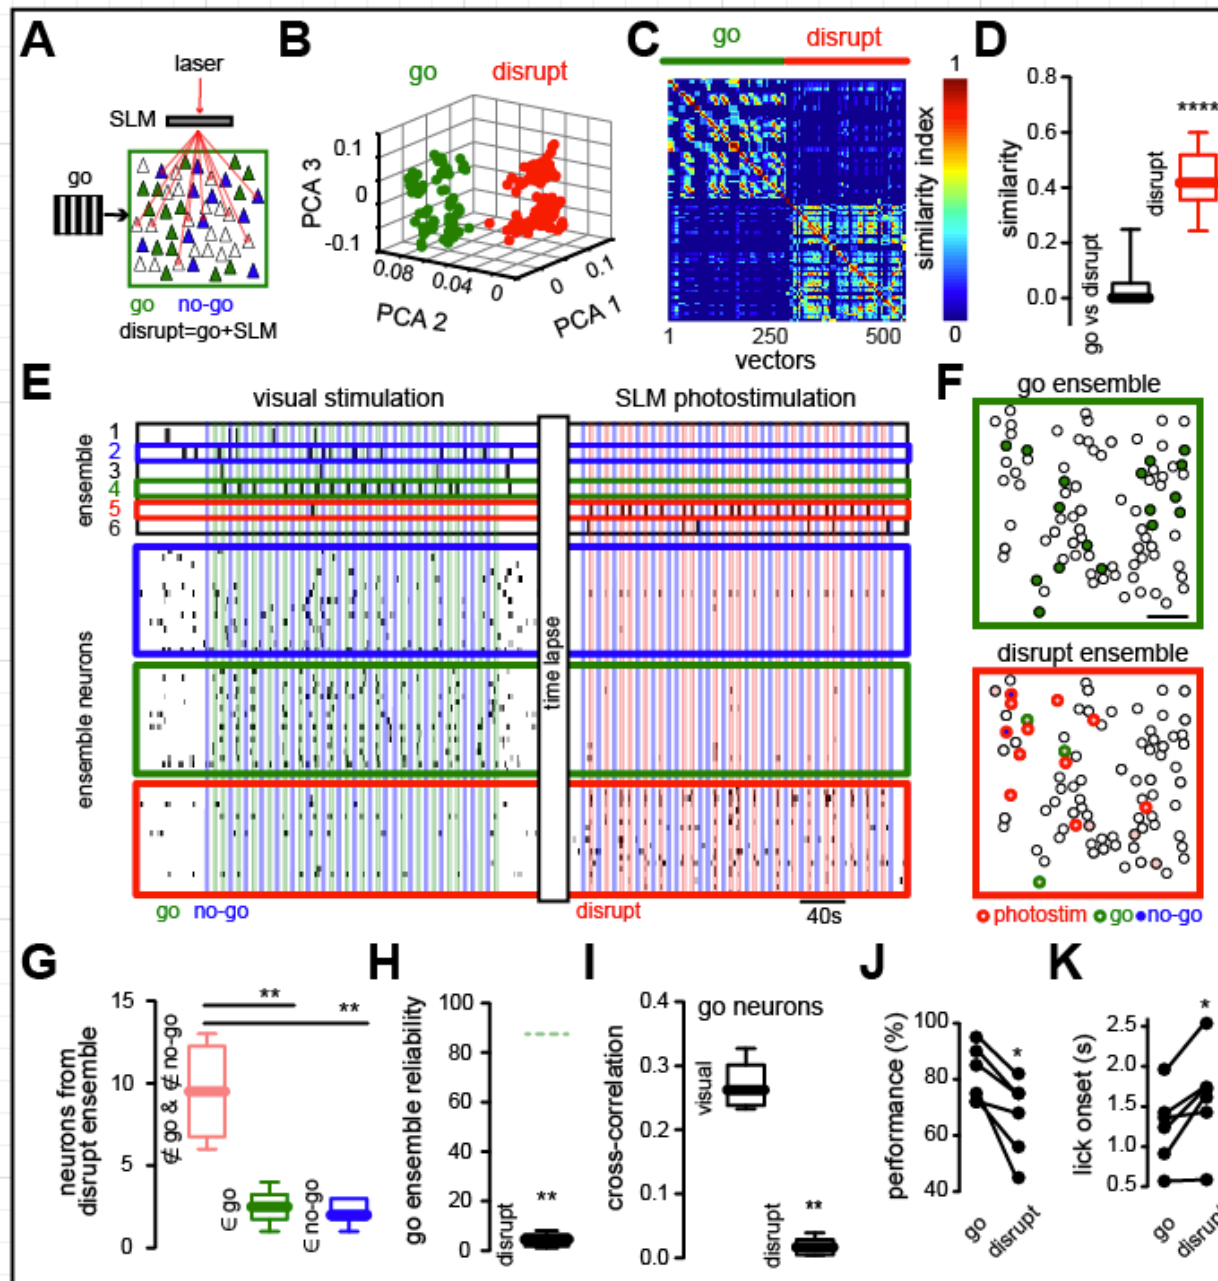 A
laser
SLM
go
go no-go
disrupt=go+SLM
B
go disrupt
PCA 3
0.1
0
-0.1
0.08
0.04
0
PCA 2
0
0.1
PCA 1
C
go disrupt
1 250 500
vectors
1
similarity index
0
D
0.8
0.6
0.4
0.2
0.0
similarity
****
disrupt
go vs disrupt
E
visual stimulation SLM photostimulation
ensemble
1
2
3
4
5
6
ensemble neurons
time lapse
go no-go disrupt
40s
F
go ensemble
disrupt ensemble
photostim go no-go
G
neurons from
disrupt ensemble
15
10
5
0
∉ go & ∉ no-go
** **
∈ go
∈ no-go
H
go ensemble reliability
100
80
60
40
20
0
**
disrupt
I
cross-correlation
0.4
0.3
0.2
0.1
0.0
go neurons
visual
**
disrupt
J
performance (%)
100
80
60
40
*
go
disrupt
K
lick onset (s)
2.5
2.0
1.5
1.0
0.5
*
go